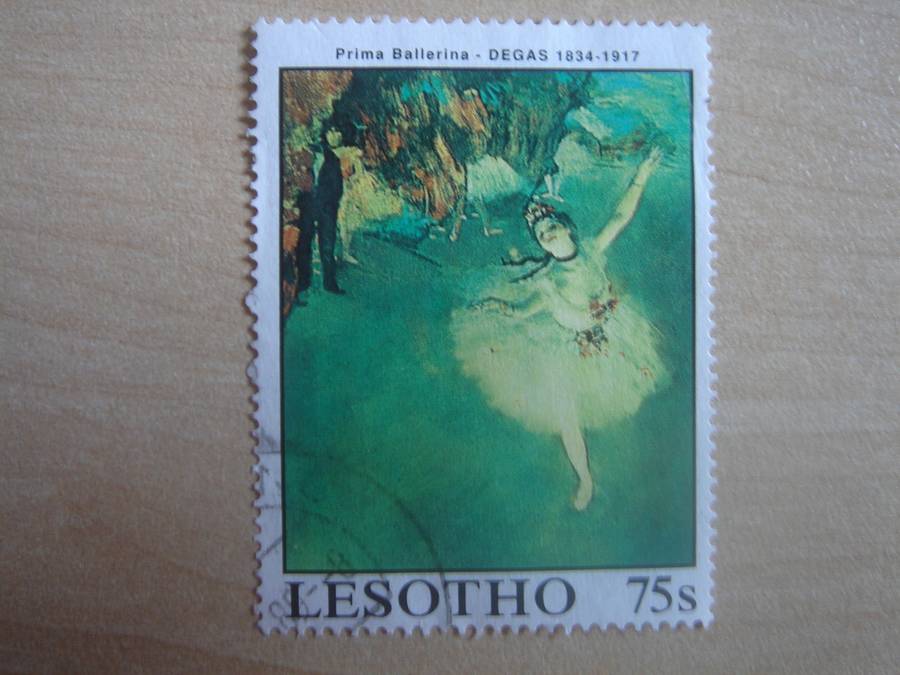 Prima Ballerina - DEGAS 1834-1917
LESOTHO 75s